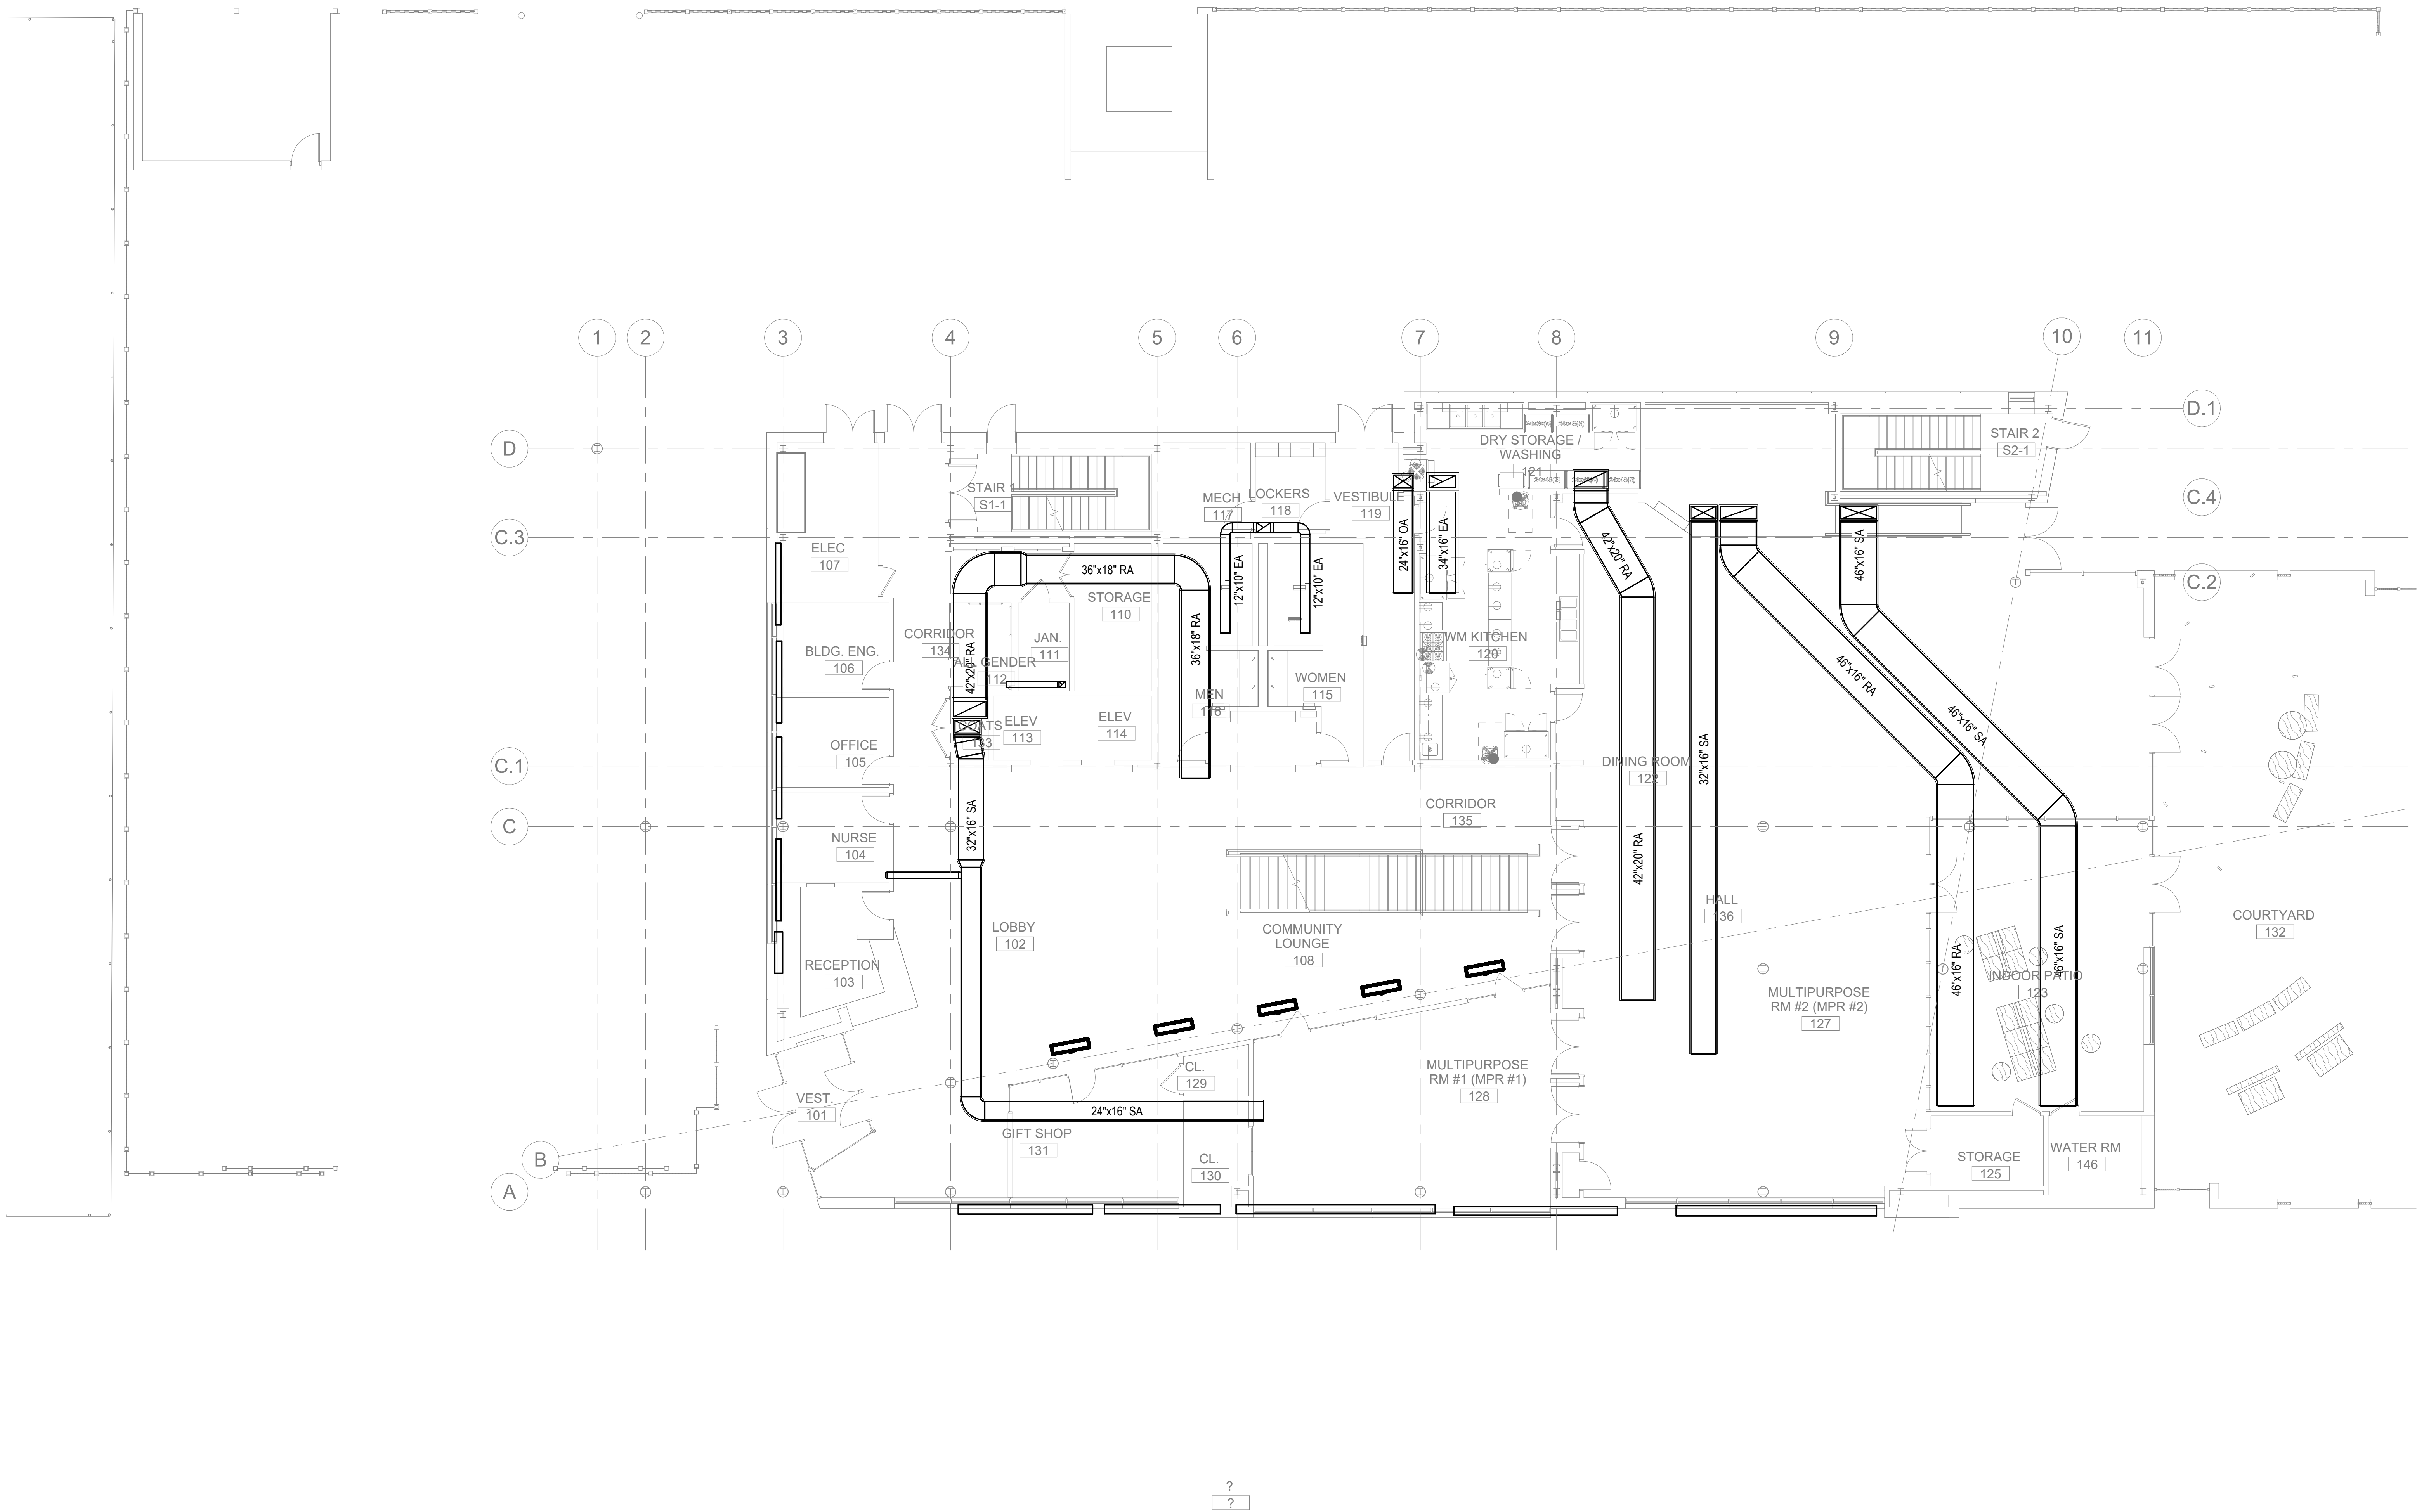 1
2
3
4
5
6
7
8
9
10
11
D
D.1
C.4
C.3
C.2
C.1
C
B
A
DRY STORAGE /
WASHING
121
STAIR 2
S2-1
STAIR 1
S1-1
MECH
117
LOCKERS
118
VESTIBULE
119
24"x16" OA
34"x16" EA
42"x20" RA
46"x16" SA
ELEC
107
36"x18" RA
12"x10" EA
12"x10" EA
STORAGE
110
36"x18" RA
CORRIDOR
134
JAN.
111
WM KITCHEN
120
BLDG. ENG.
106
42"x20" RA
GENDER
112
MEN
116
WOMEN
115
46"x16" RA
46"x16" SA
ELEV
113
ELEV
114
OFFICE
105
DINING ROOM
122
32"x16" SA
CORRIDOR
135
32"x16" SA
NURSE
104
42"x20" RA
HALL
136
LOBBY
102
COMMUNITY
LOUNGE
108
COURTYARD
132
RECEPTION
103
46"x16" RA
46"x16" SA
INDOOR PATIO
123
MULTIPURPOSE
RM #2 (MPR #2)
127
MULTIPURPOSE
RM #1 (MPR #1)
128
CL.
129
VEST.
101
24"x16" SA
GIFT SHOP
131
CL.
130
STORAGE
125
WATER RM
146
?
?